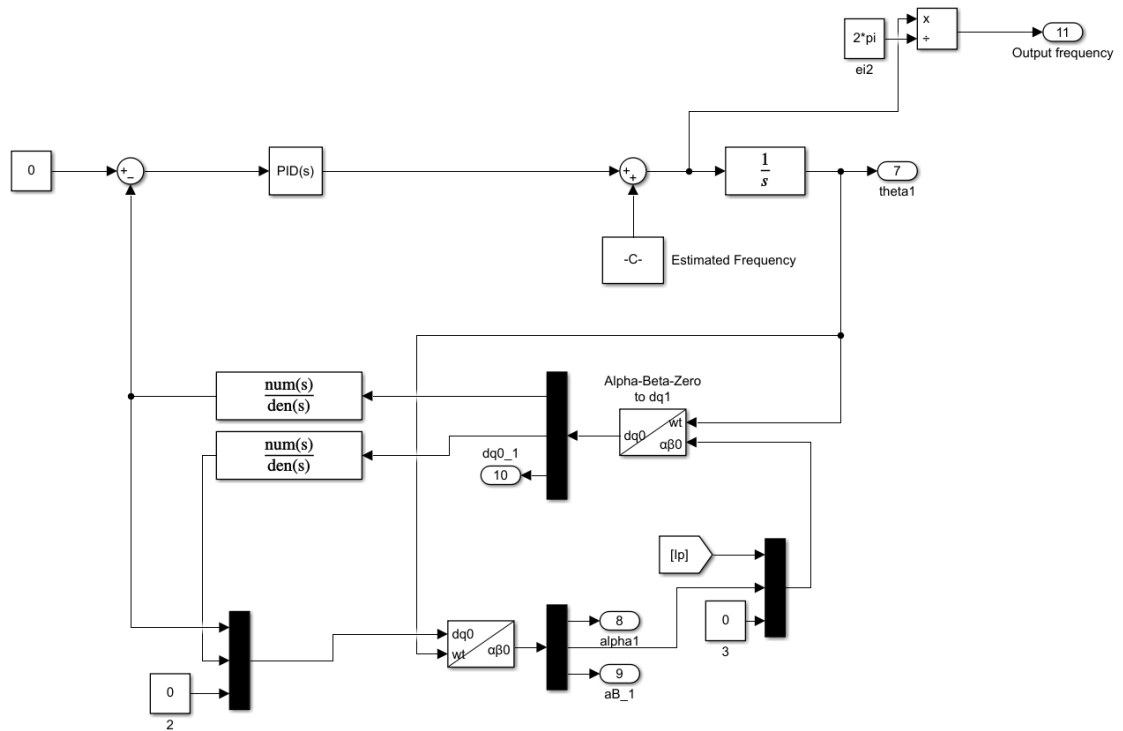 x
÷
2*pi
ei2
11
Output frequency
0
+
−
PID(s)
+
+
1
s
7
theta1
-C-
Estimated Frequency
num(s)
den(s)
num(s)
den(s)
Alpha-Beta-Zero
to dq1
dq0
wt
αβ0
dq0_1
10
[Ip]
0
3
dq0
wt
αβ0
8
alpha1
9
aB_1
0
2